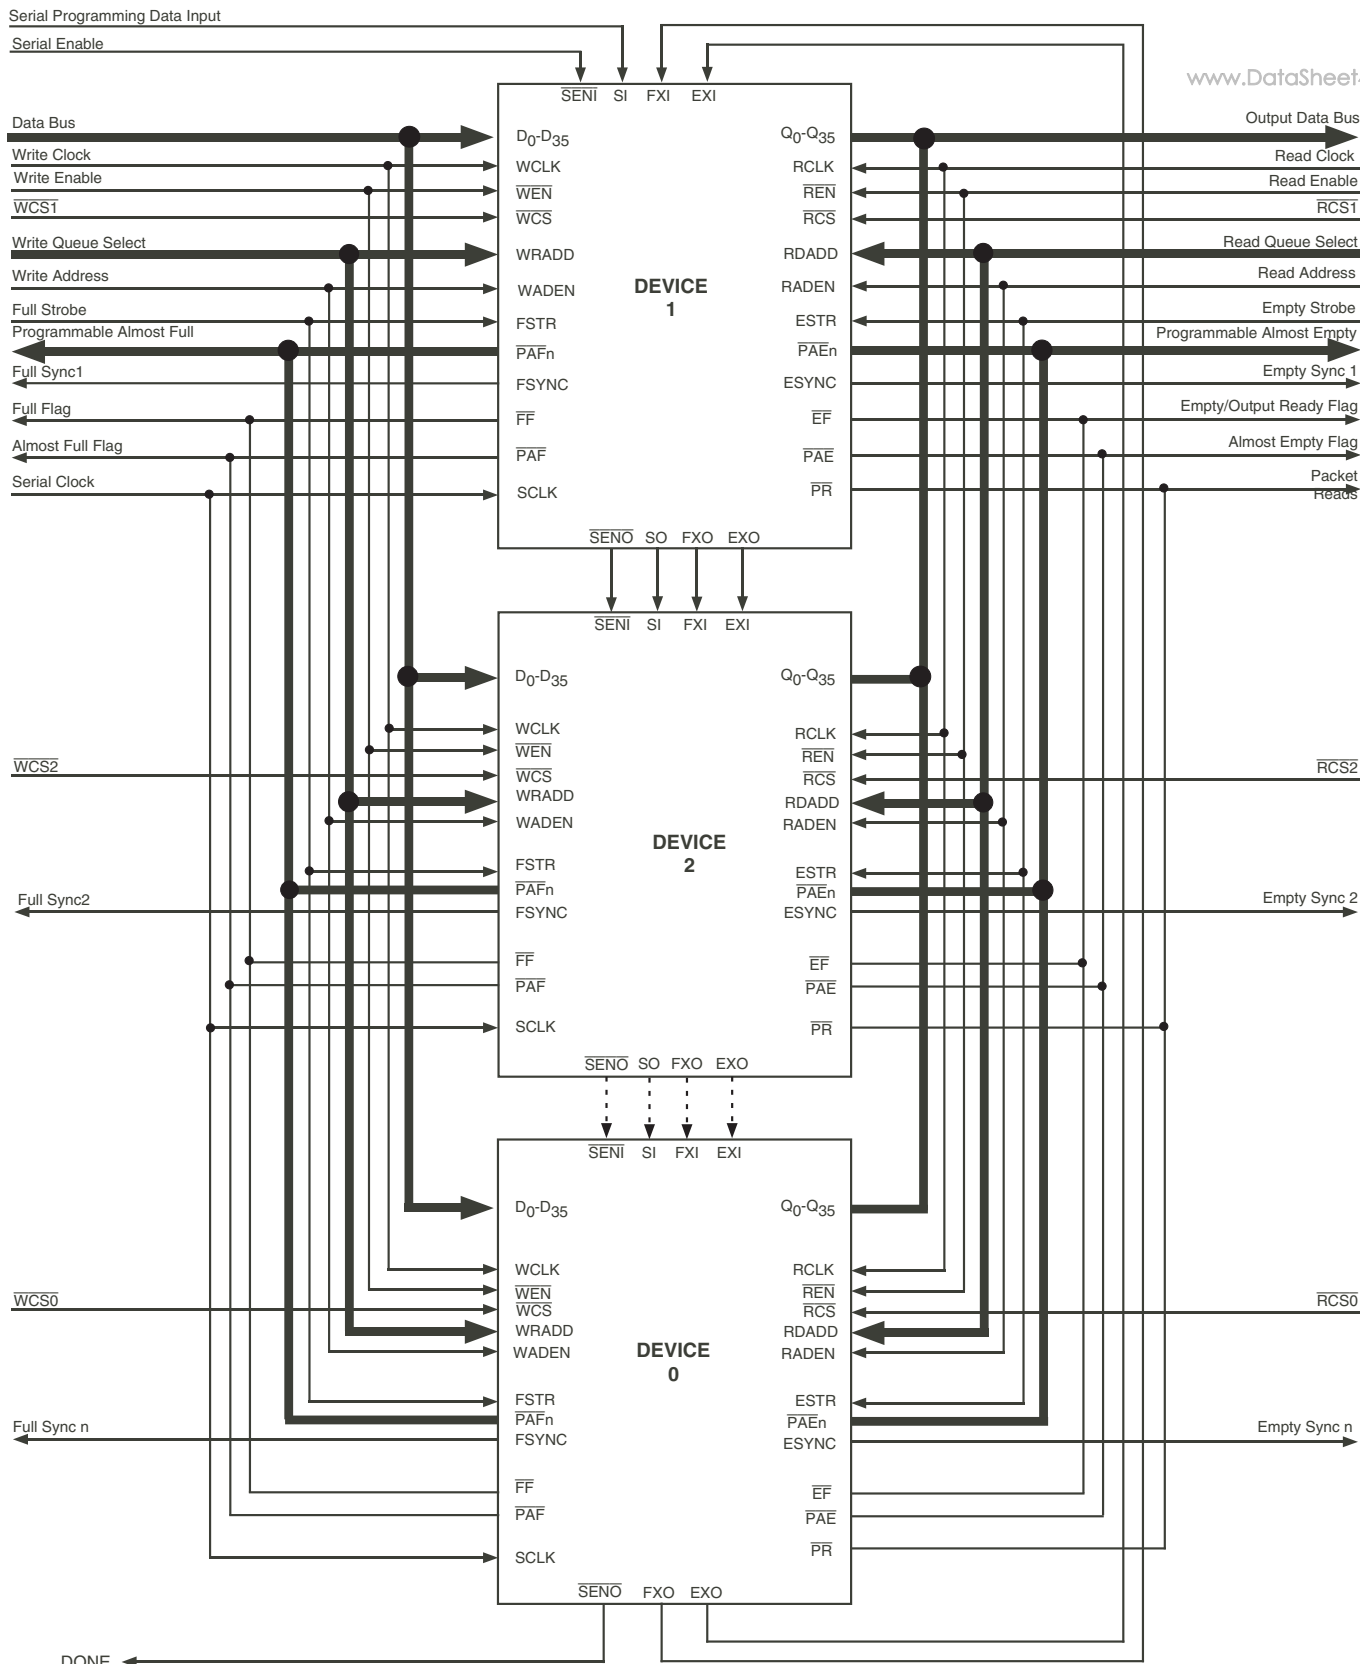 Serial Programming Data Input
Serial Enable
www.DataSheet
SENI SI FXI EXI
Data Bus
D0-D35
Q0-Q35
Output Data Bus
Write Clock
WCLK
RCLK
Read Clock
Write Enable
WEN
REN
Read Enable
WCS1
WCS
RCS
RCS1
Write Queue Select
WRADD
RDADD
Read Queue Select
Write Address
WADEN
RADEN
Read Address
DEVICE
1
Full Strobe
FSTR
ESTR
Empty Strobe
Programmable Almost Full
PAFn
PAEn
Programmable Almost Empty
Full Sync1
FSYNC
ESYNC
Empty Sync 1
Full Flag
FF
EF
Empty/Output Ready Flag
Almost Full Flag
PAF
PAE
Almost Empty Flag
Serial Clock
SCLK
PR
Packet
Reads
SENO SO FXO EXO
SENI SI FXI EXI
D0-D35
Q0-Q35
WCLK
RCLK
WEN
REN
WCS2
WCS
RCS
RCS2
WRADD
RDADD
WADEN
RADEN
DEVICE
2
FSTR
ESTR
PAFn
PAEn
Full Sync2
FSYNC
ESYNC
Empty Sync 2
FF
EF
PAF
PAE
SCLK
PR
SENO SO FXO EXO
SENI SI FXI EXI
D0-D35
Q0-Q35
WCLK
RCLK
WEN
REN
WCS0
WCS
RCS
RCS0
WRADD
RDADD
WADEN
RADEN
DEVICE
0
FSTR
ESTR
PAFn
PAEn
Full Sync n
FSYNC
ESYNC
Empty Sync n
FF
EF
PAF
PAE
SCLK
PR
SENO FXO EXO
DONE